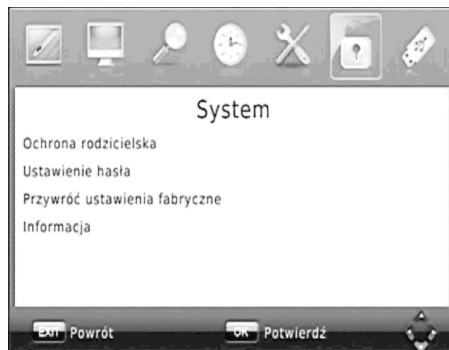 System
Ochrona rodzicielska
Ustawienie hasła
Przywróć ustawienia fabryczne
Informacja
EXIT Powrót OK Potwierdź